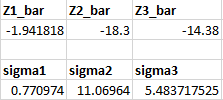 Z1_bar Z2_bar Z3_bar
-1.941818 -18.3 -14.38
sigma1 sigma2 sigma3
0.770974 11.06964 5.483717525